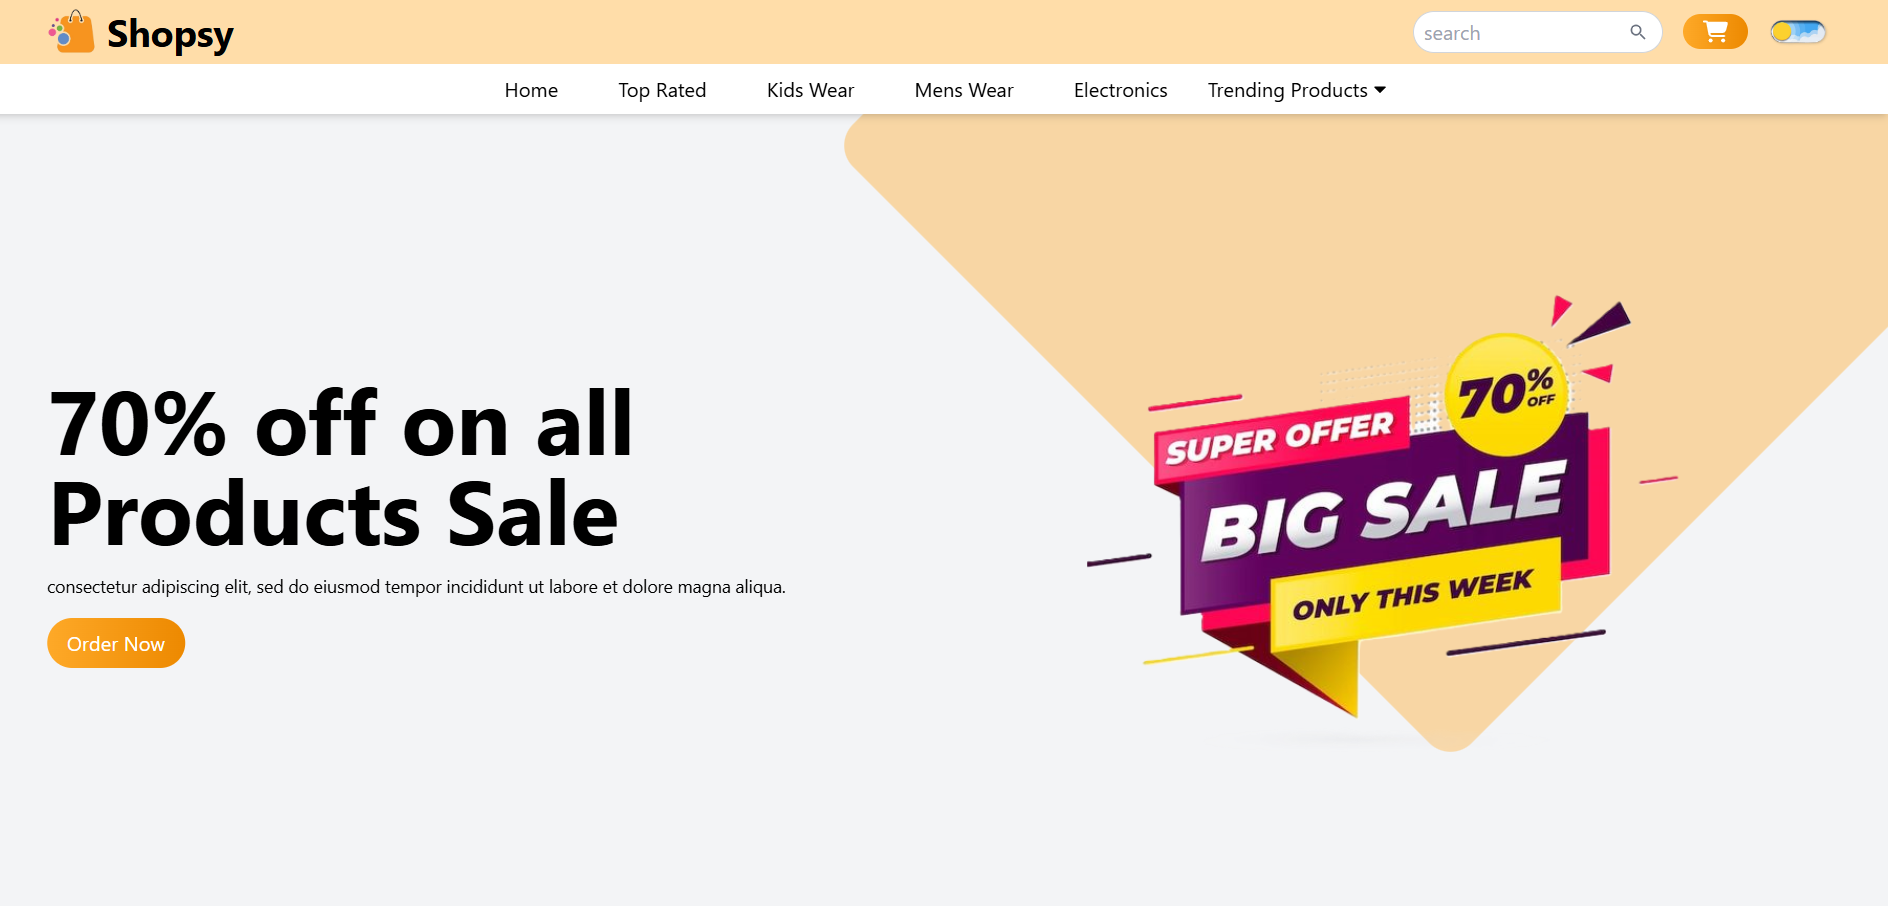 Shopsy
search
Home
Top Rated
Kids Wear
Mens Wear
Electronics
Trending Products
70% off on all
Products Sale
consectetur adipiscing elit, sed do eiusmod tempor incididunt ut labore et dolore magna aliqua.
Order Now
70%
OFF
SUPER OFFER
BIG SALE
ONLY THIS WEEK